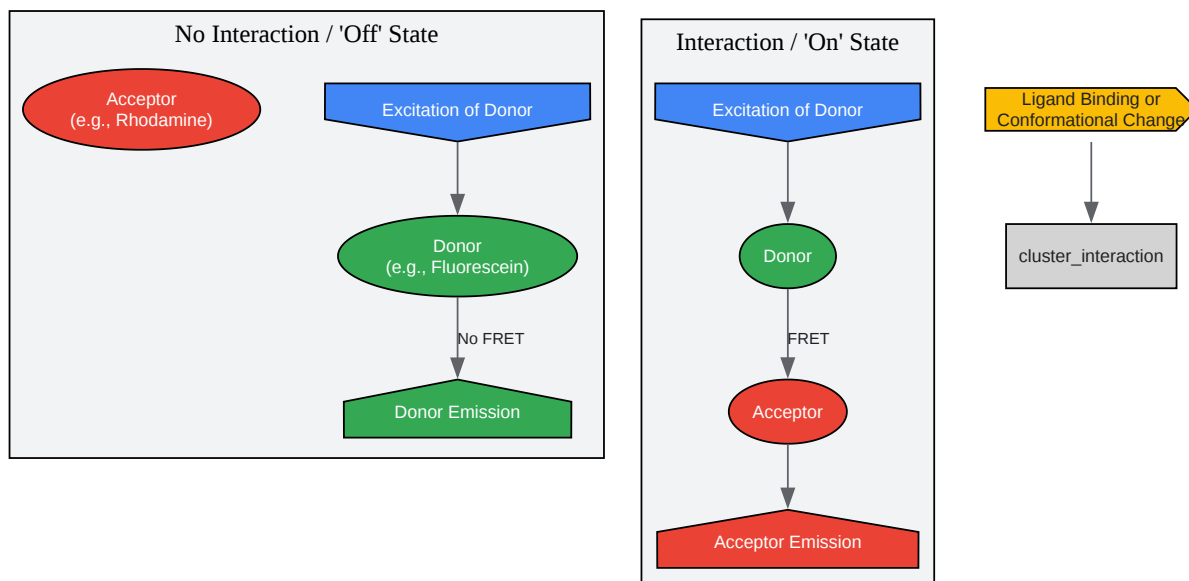 No Interaction / 'Off' State
Acceptor
(e.g., Rhodamine)
Excitation of Donor
Donor
(e.g., Fluorescein)
No FRET
Donor Emission
Interaction / 'On' State
Excitation of Donor
Donor
FRET
Acceptor
Acceptor Emission
Ligand Binding or
Conformational Change
cluster_interaction